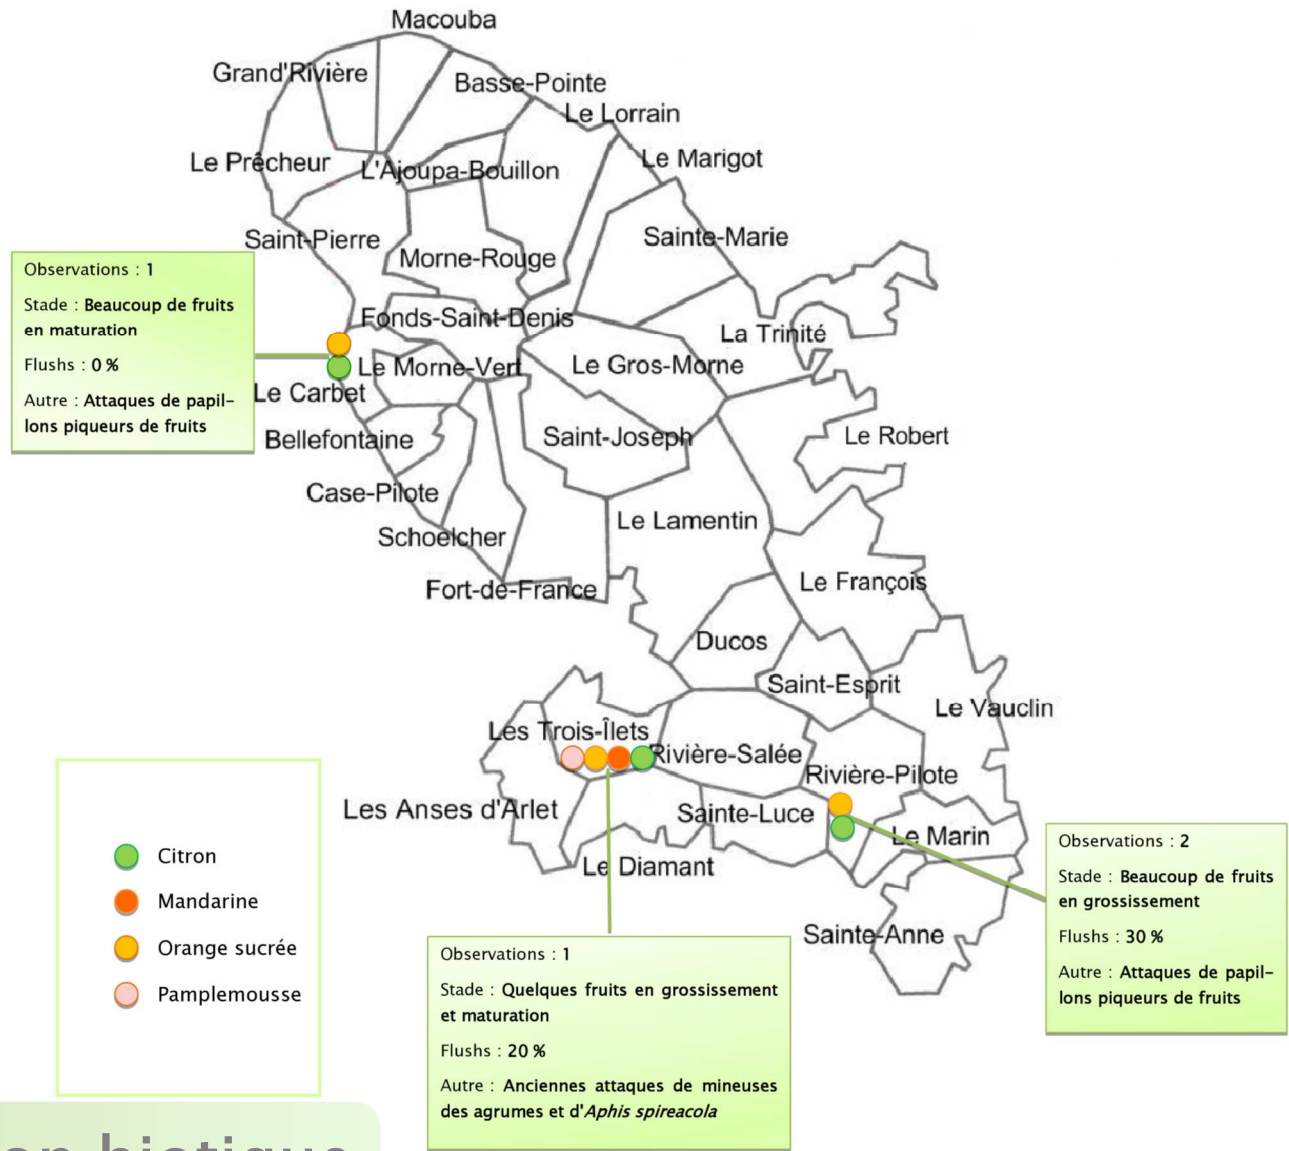 Macouba
Grand'Rivière
Basse-Pointe
Le Lorrain
Le Prêcheur
L'Ajoupa-Bouillon
Le Marigot
Saint-Pierre
Morne-Rouge
Sainte-Marie
Fonds-Saint-Denis
La Trinité
Le Morne-Vert
Le Gros-Morne
Le Carbet
Bellefontaine
Saint-Joseph
Le Robert
Case-Pilote
Schoelcher
Le Lamentin
Fort-de-France
Le François
Ducos
Saint-Esprit
Le Vauclin
Les Trois-Îlets
Rivière-Salée
Rivière-Pilote
Les Anses d'Arlet
Sainte-Luce
Le Marin
Le Diamant
Sainte-Anne
Observations : 1
Stade : Beaucoup de fruits
en maturation
Flushs : 0 %
Autre : Attaques de papil-
lons piqueurs de fruits
Citron
Mandarine
Orange sucrée
Pamplemousse
Observations : 1
Stade : Quelques fruits en grossissement
et maturation
Flushs : 20 %
Autre : Anciennes attaques de mineuses
des agrumes et d'Aphis spireacola
Observations : 2
Stade : Beaucoup de fruits
en grossissement
Flushs : 30 %
Autre : Attaques de papil-
lons piqueurs de fruits
on biotique